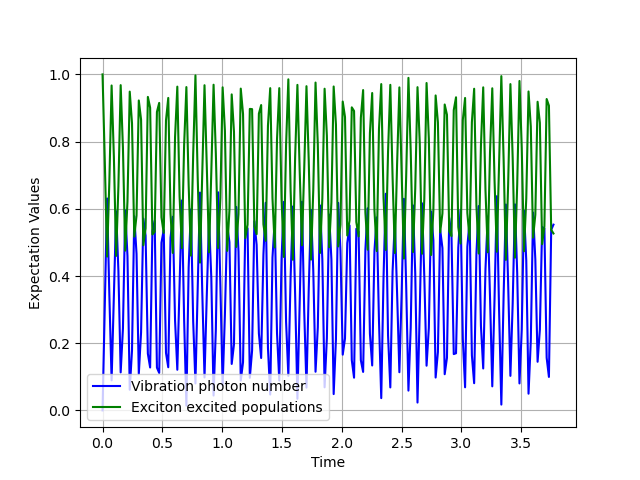 1.0
0.8
0.6
0.4
0.2
0.0
Expectation Values
Vibration photon number
Exciton excited populations
0.0 0.5 1.0 1.5 2.0 2.5 3.0 3.5
Time